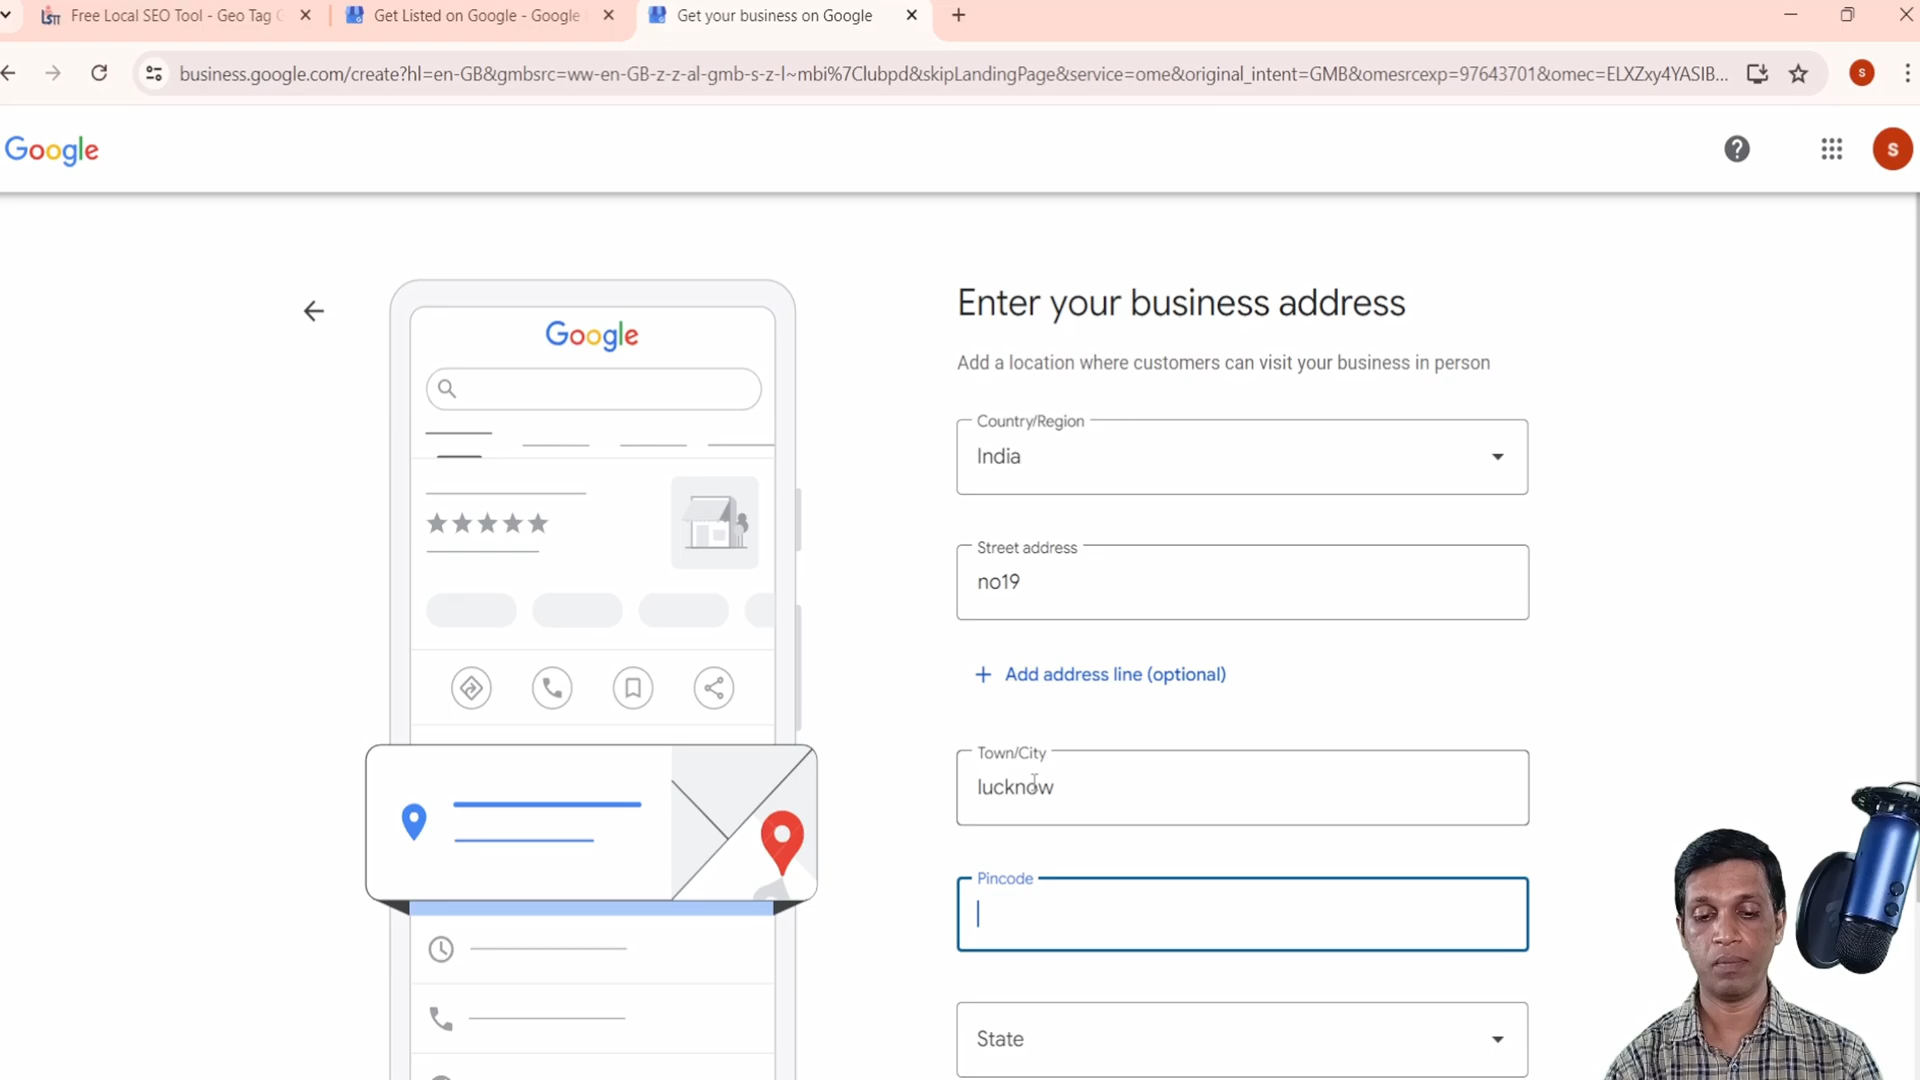 Free Local SEO Tool - Geo Tag G
Get Listed on Google - Google
Get your business on Google
business.google.com/create?hl=en-GB&gmbsrc=ww-en-GB-z-z-al-gmb-s-z-l~mbi%7Clubpd&skipLandingPage&service=ome&original_intent=GMB&omesrcexp=97643701&omec=ELXZxy4YASIB...
s
Google
s
Google
Enter your business address
Add a location where customers can visit your business in person
Country/Region
India
Street address
no19
+ Add address line (optional)
Town/City
lucknow
Pincode
State